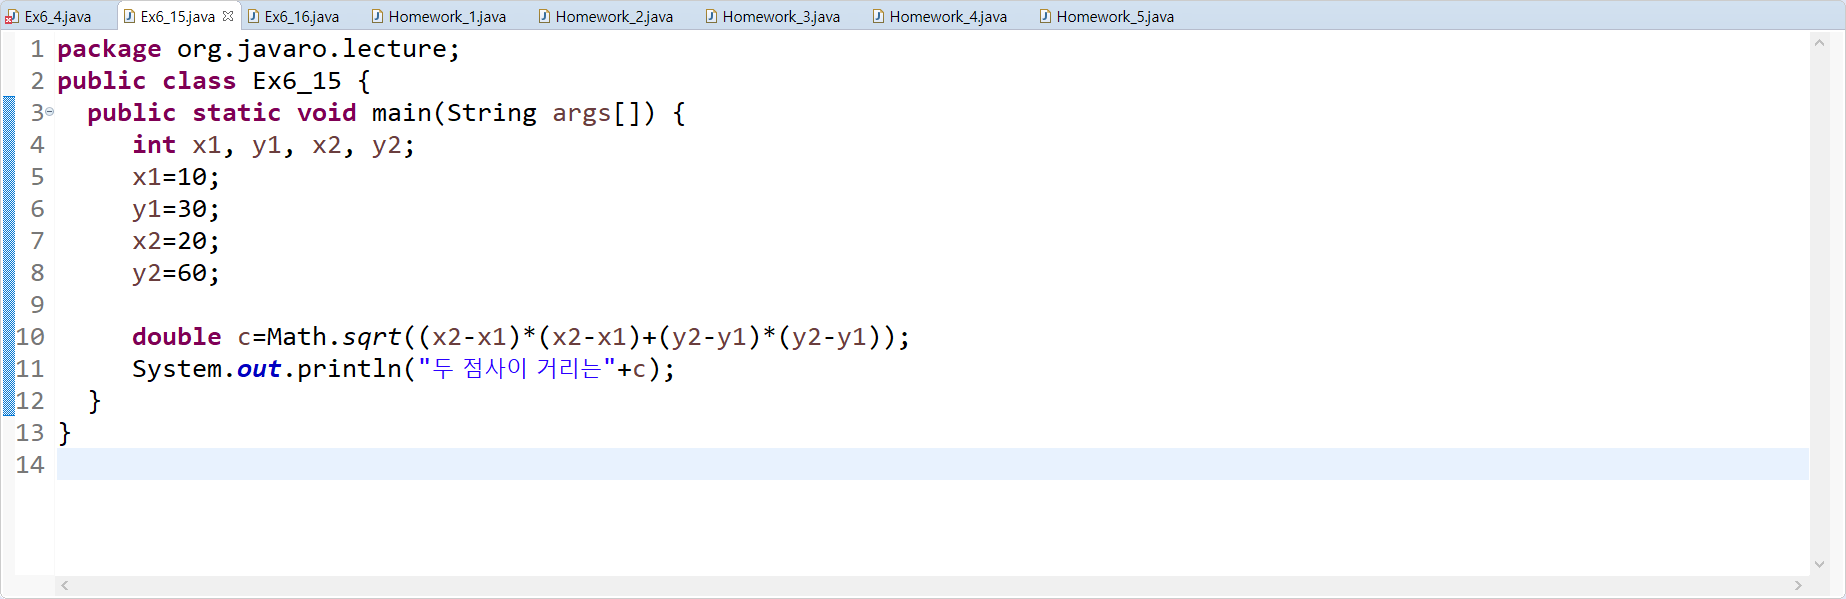 Ex6_4.java Ex6_15.java Ex6_16.java Homework_1.java Homework_2.java Homework_3.java Homework_4.java Homework_5.java
1 package org.javaro.lecture;
2 public class Ex6_15 {
3 public static void main(String args[]) {
4 int x1, y1, x2, y2;
5 x1=10;
6 y1=30;
7 x2=20;
8 y2=60;
9
10 double c=Math.sqrt((x2-x1)*(x2-x1)+(y2-y1)*(y2-y1));
11 System.out.println("두 점사이 거리는"+c);
12 }
13 }
14